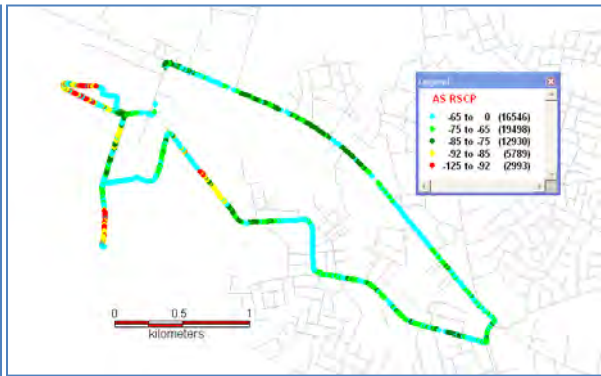 Legend
AS RSCP
-65 to 0 (16546)
-75 to -65 (19498)
-85 to -75 (12930)
-92 to -85 (5789)
-125 to -92 (2993)
0 0.5 1
kilometers